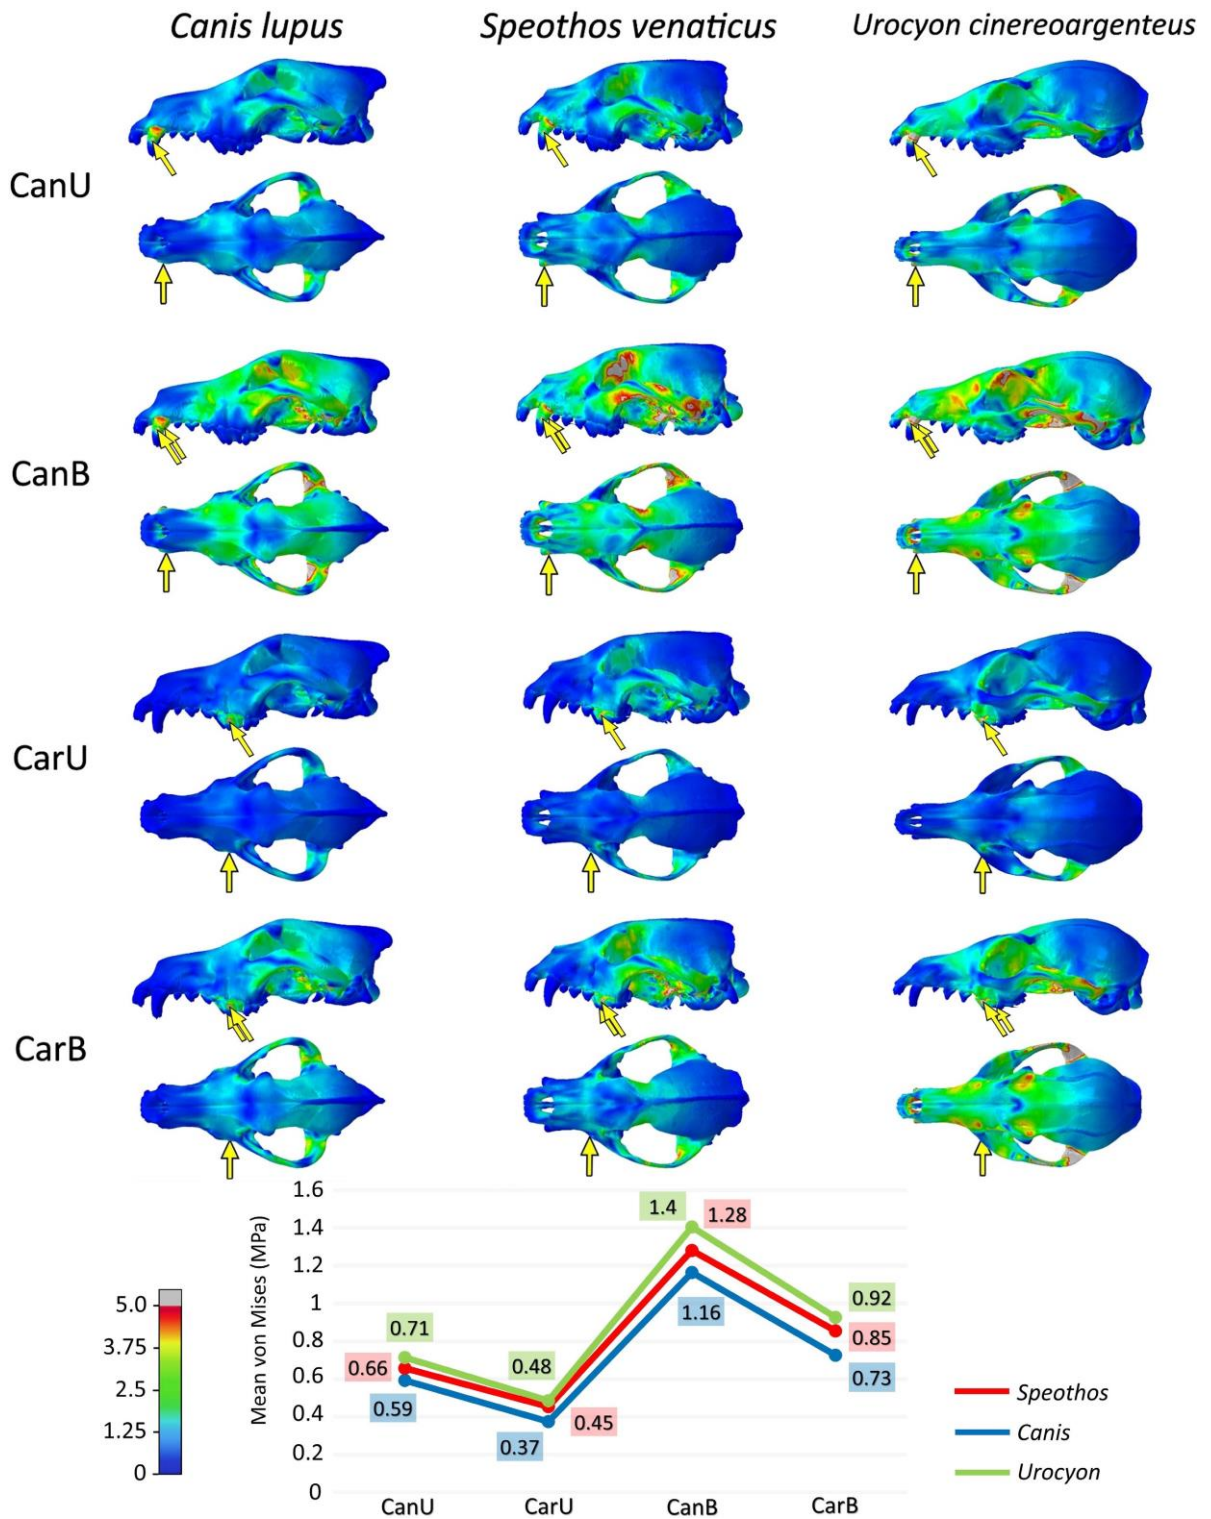 Canis lupus
Speothos venaticus
Urocyon cinereoargenteus
CanU
CanB
CarU
CarB
Mean von Mises (MPa)
1.6
1.4
1.2
1
0.8
0.6
0.4
0.2
0
5.0
3.75
2.5
1.25
0
0.71
0.66
0.59
0.48
0.45
0.37
1.4
1.28
1.16
0.92
0.85
0.73
CanU
CarU
CanB
CarB
Speothos
Canis
Urocyon